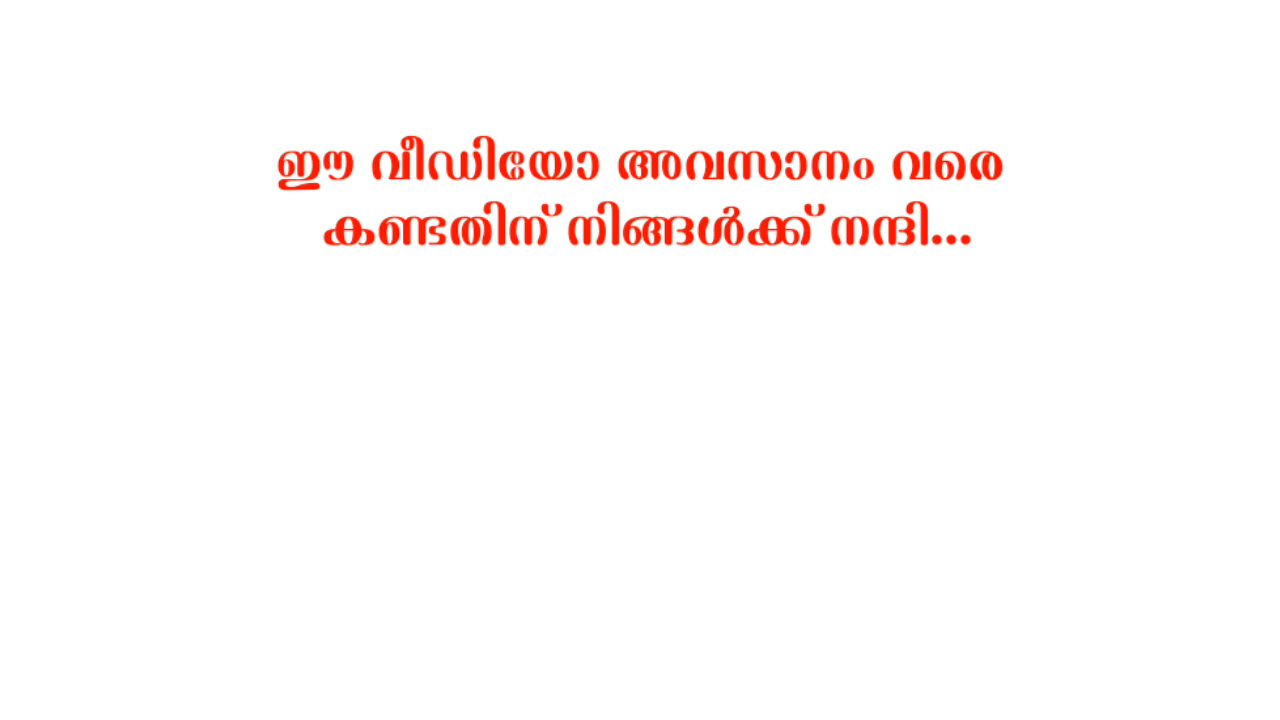 ഈ വീഡിയോ അവസാനം വരെ
കണ്ടതിന് നിങ്ങൾക്ക് നന്ദി...